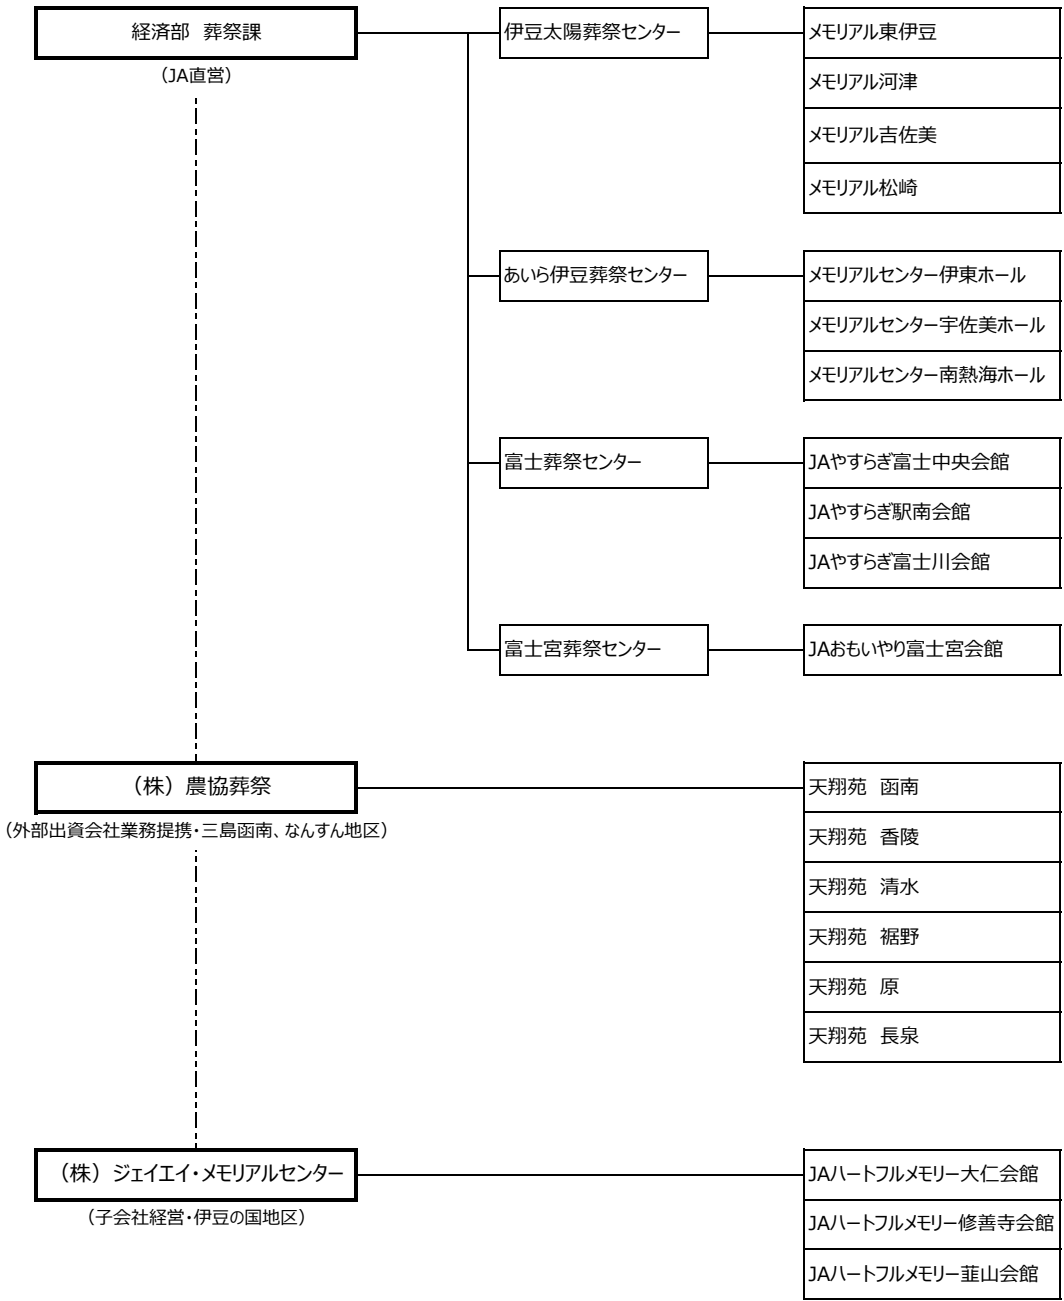 経済部　葬祭課
（JA直営）
伊豆太陽葬祭センター
メモリアル東伊豆
メモリアル河津
メモリアル吉佐美
メモリアル松崎
あいら伊豆葬祭センター
メモリアルセンター伊東ホール
メモリアルセンター宇佐美ホール
メモリアルセンター南熱海ホール
富士葬祭センター
JAやすらぎ富士中央会館
JAやすらぎ駅南会館
JAやすらぎ富士川会館
富士宮葬祭センター
JAおもいやり富士宮会館
（株）農協葬祭
（外部出資会社業務提携・三島函南、なんすん地区）
天翔苑　函南
天翔苑　香陵
天翔苑　清水
天翔苑　裾野
天翔苑　原
天翔苑　長泉
（株）ジェイエイ・メモリアルセンター
（子会社経営・伊豆の国地区）
JAハートフルメモリー大仁会館
JAハートフルメモリー修善寺会館
JAハートフルメモリー韮山会館